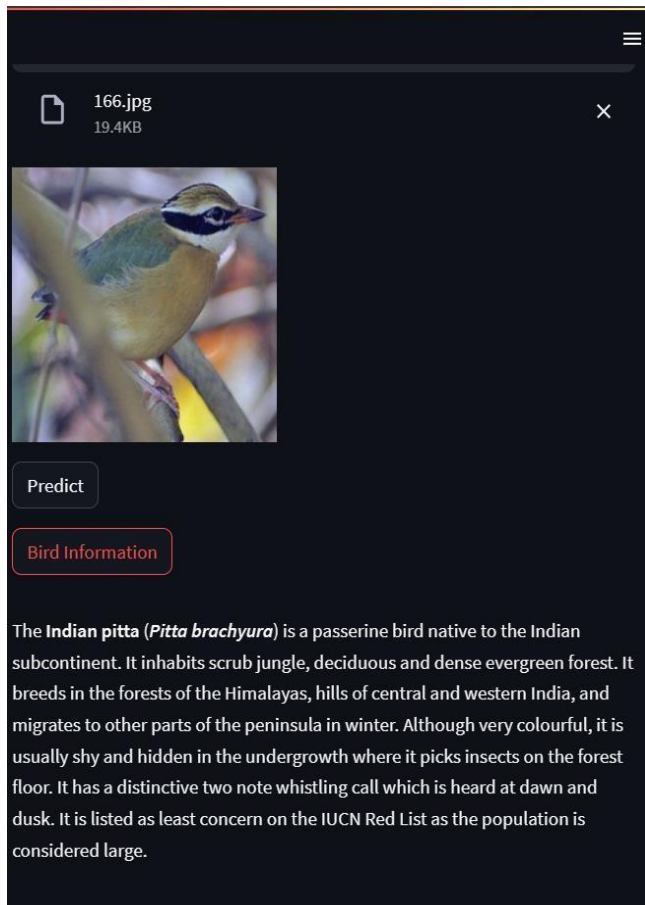 166.jpg
19.4KB
Predict
Bird Information
The Indian pitta (Pitta brachyura) is a passerine bird native to the Indian
subcontinent. It inhabits scrub jungle, deciduous and dense evergreen forest. It
breeds in the forests of the Himalayas, hills of central and western India, and
migrates to other parts of the peninsula in winter. Although very colourful, it is
usually shy and hidden in the undergrowth where it picks insects on the forest
floor. It has a distinctive two note whistling call which is heard at dawn and
dusk. It is listed as least concern on the IUCN Red List as the population is
considered large.